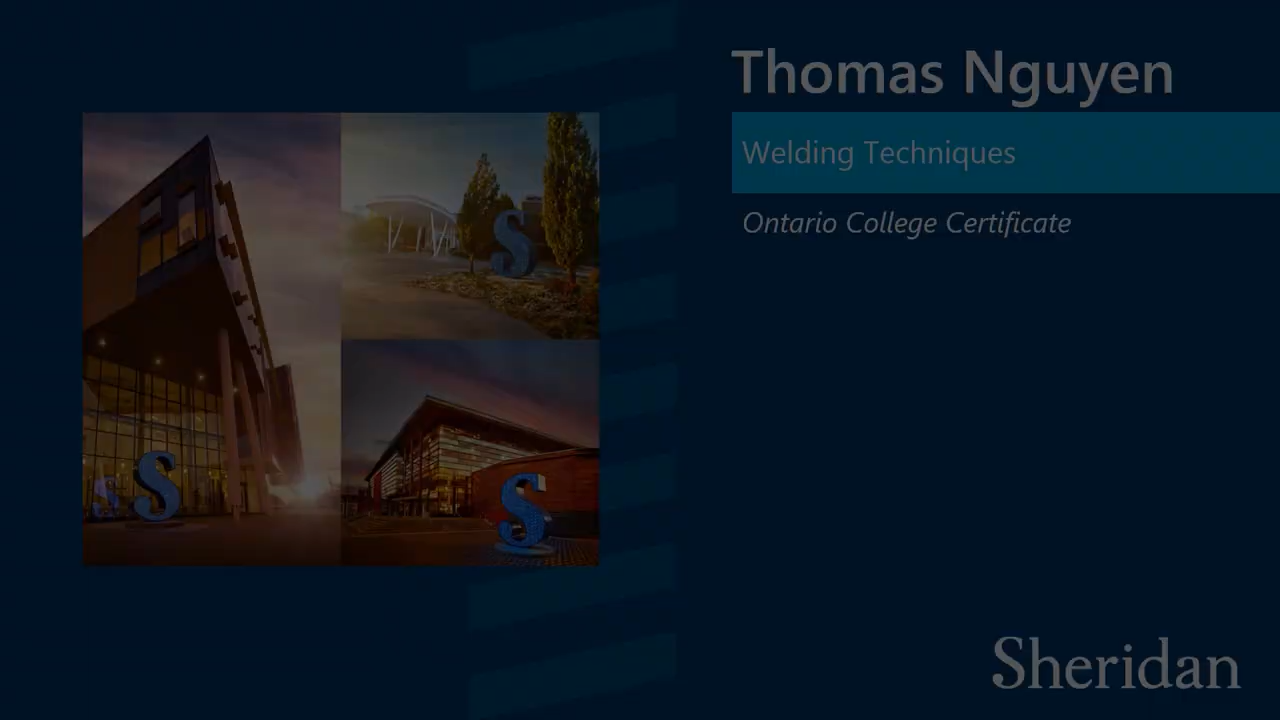 Thomas Nguyen
Welding Techniques
Ontario College Certificate
Sheridan